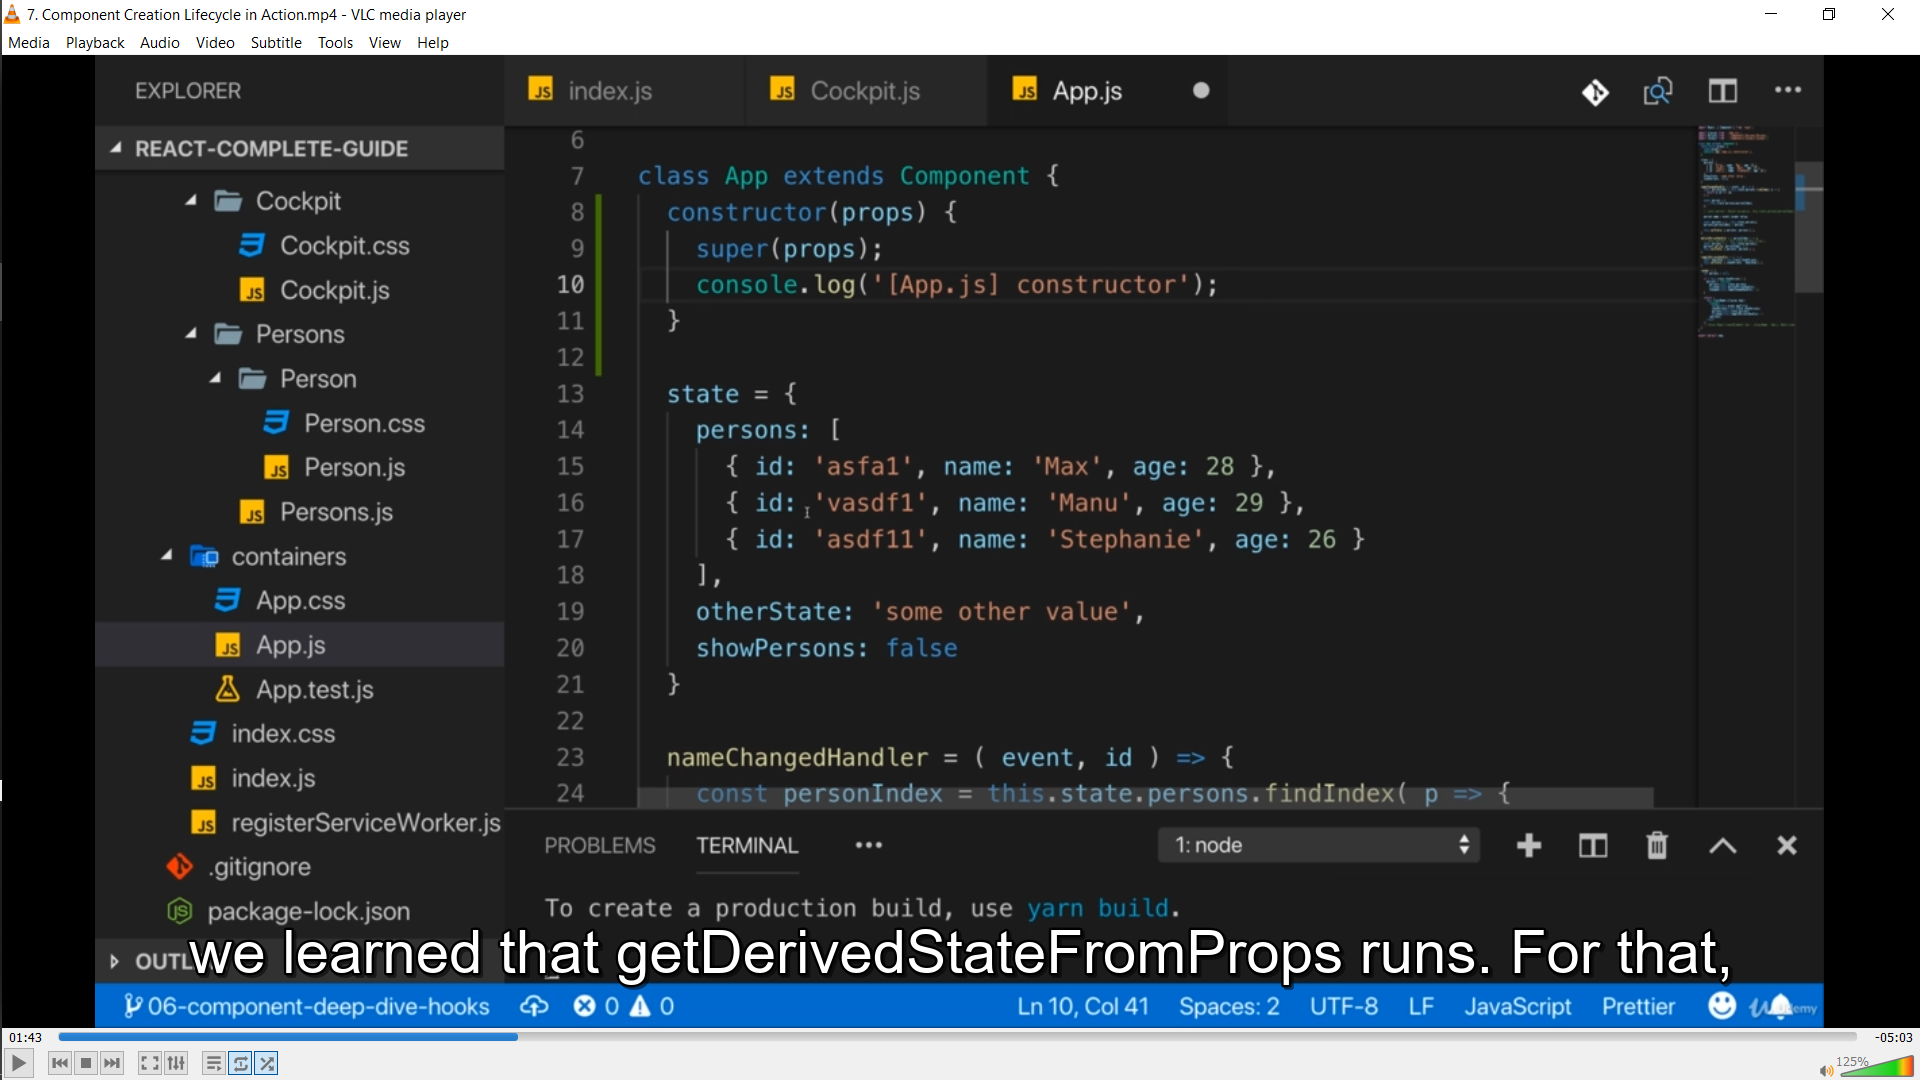 7. Component Creation Lifecycle in Action.mp4 - VLC media player
Media Playback Audio Video Subtitle Tools View Help
EXPLORER
REACT-COMPLETE-GUIDE
Cockpit
Cockpit.css
Cockpit.js
Persons
Person
Person.css
Person.js
Persons.js
containers
App.css
App.js
App.test.js
index.css
index.js
registerServiceWorker.js
.gitignore
package-lock.json
index.js Cockpit.js App.js
6
7 class App extends Component {
8 constructor(props) {
9 super(props);
10 console.log('[App.js] constructor');
11 }
12
13 state = {
14 persons: [
15 { id: 'asfa1', name: 'Max', age: 28 },
16 { id: 'vasdf1', name: 'Manu', age: 29 },
17 { id: 'asdf11', name: 'Stephanie', age: 26 }
18 ],
19 otherState: 'some other value',
20 showPersons: false
21 }
22
23 nameChangedHandler = ( event, id ) => {
24 const personIndex = this.state.persons.findIndex( p => {
PROBLEMS TERMINAL 1: node
To create a production build, use yarn build.
we learned that getDerivedStateFromProps runs. For that,
06-component-deep-dive-hooks 0 0 Ln 10, Col 41 Spaces: 2 UTF-8 LF JavaScript Prettier
01:43 -05:03
125%